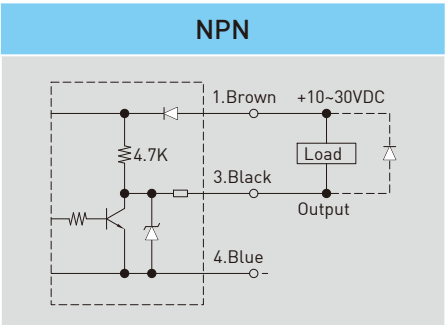 NPN
1.Brown +10~30VDC
4.7K
Load
3.Black
Output
4.Blue
-